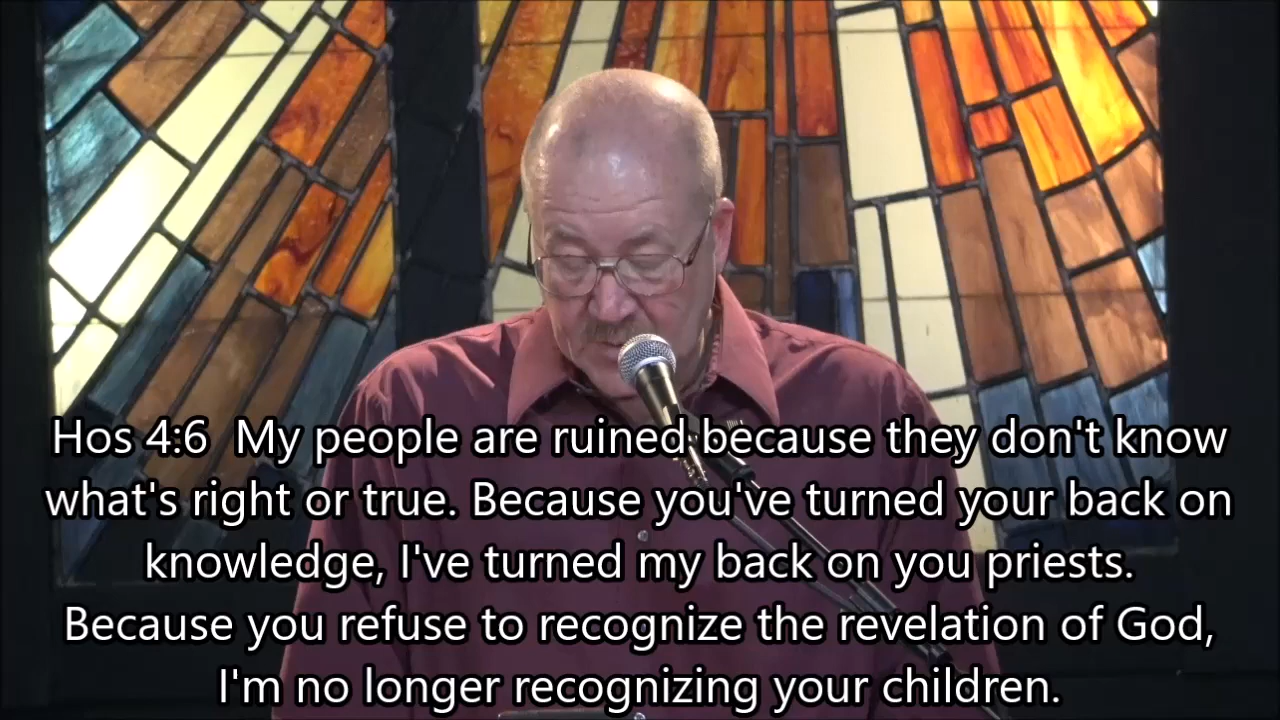 Hos 4:6  My people are ruined because they don't know
what's right or true. Because you've turned your back on
knowledge, I've turned my back on you priests.
Because you refuse to recognize the revelation of God,
I'm no longer recognizing your children.